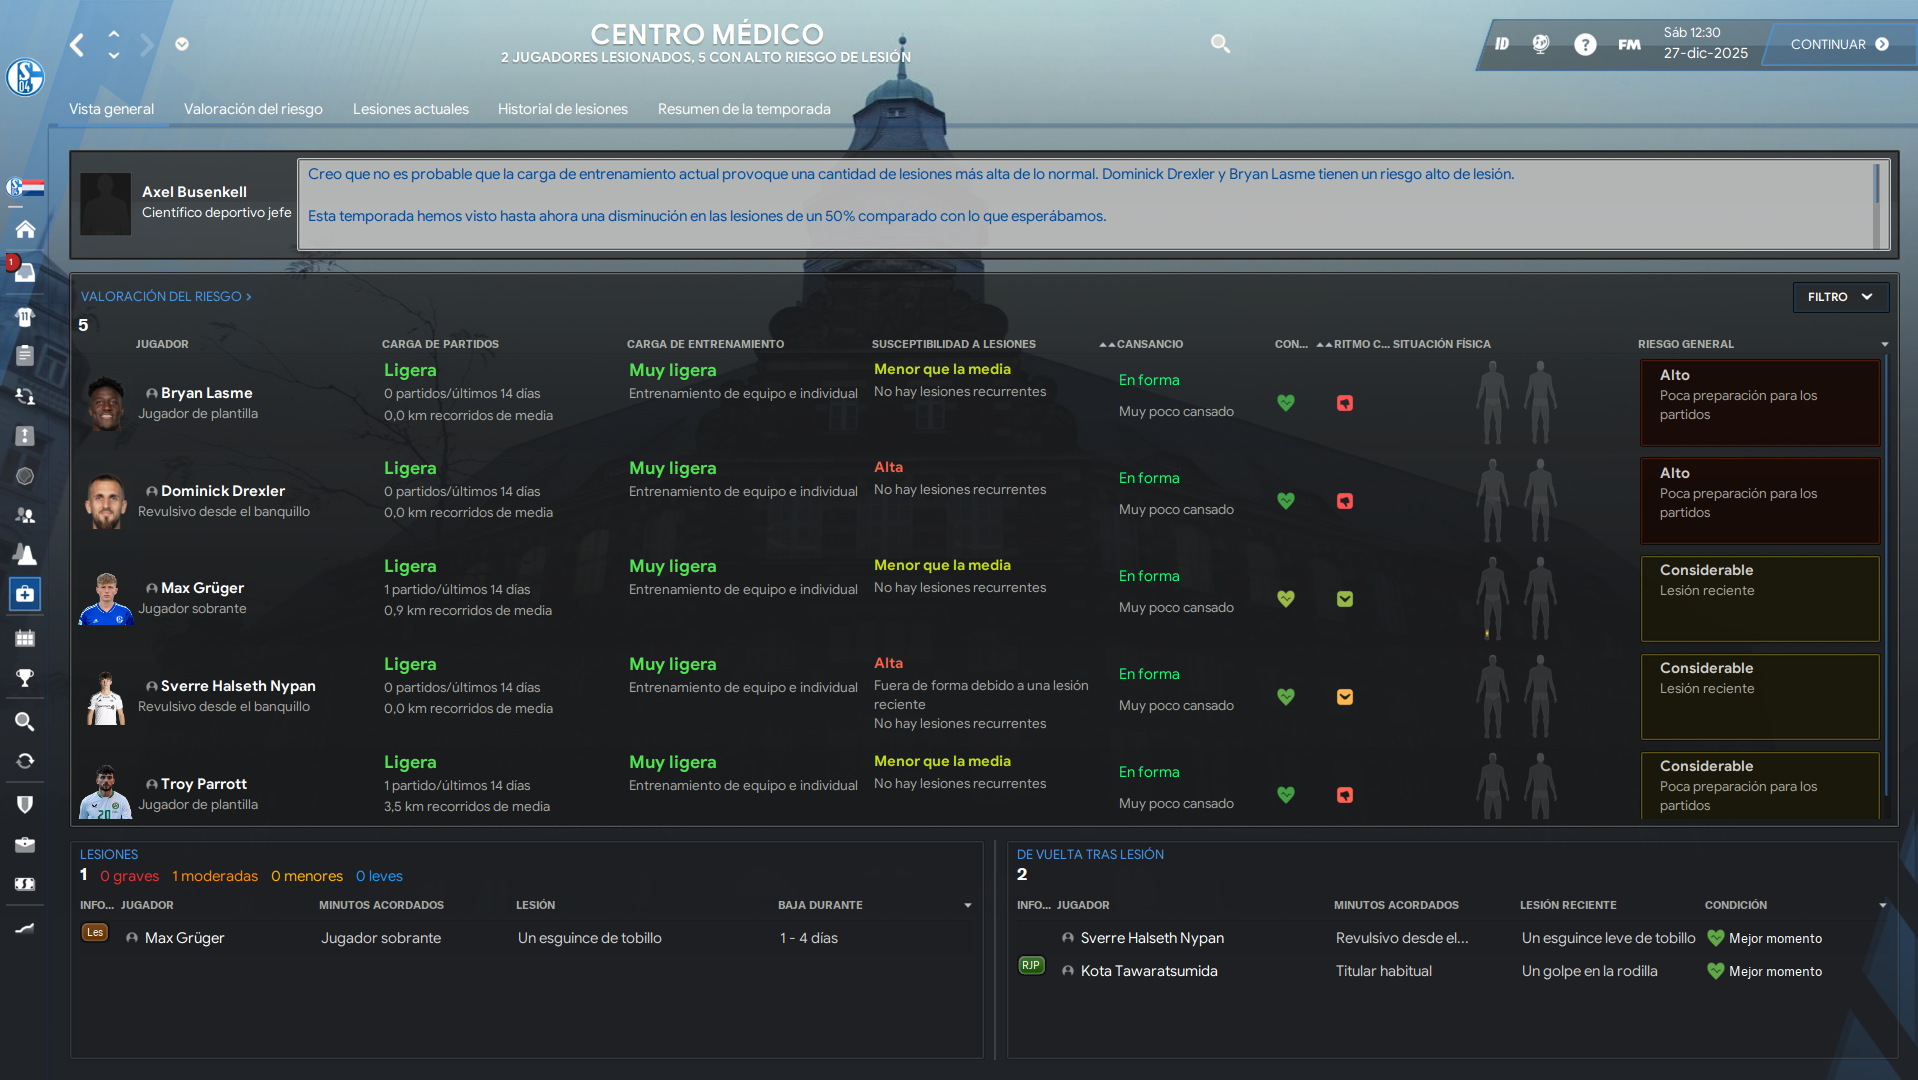 CENTRO MÉDICO
2 JUGADORES LESIONADOS, 5 CON ALTO RIESGO DE LESIÓN
ID
?
FM
Sáb 12:30
27-dic-2025
CONTINUAR
Vista general
Valoración del riesgo
Lesiones actuales
Historial de lesiones
Resumen de la temporada
Axel Busenkell
Científico deportivo jefe
Creo que no es probable que la carga de entrenamiento actual provoque una cantidad de lesiones más alta de lo normal. Dominick Drexler y Bryan Lasme tienen un riesgo alto de lesión.
Esta temporada hemos visto hasta ahora una disminución en las lesiones de un 50% comparado con lo que esperábamos.
1
VALORACIÓN DEL RIESGO >
FILTRO
5
JUGADOR CARGA DE PARTIDOS CARGA DE ENTRENAMIENTO SUSCEPTIBILIDAD A LESIONES CANSANCIO CON... RITMO C... SITUACIÓN FÍSICA RIESGO GENERAL
Bryan Lasme
Jugador de plantilla
Ligera
0 partidos/últimos 14 días
0,0 km recorridos de media
Muy ligera
Entrenamiento de equipo e individual
Menor que la media
No hay lesiones recurrentes
En forma
Muy poco cansado
Alto
Poca preparación para los
partidos
Dominick Drexler
Revulsivo desde el banquillo
Ligera
0 partidos/últimos 14 días
0,0 km recorridos de media
Muy ligera
Entrenamiento de equipo e individual
Alta
No hay lesiones recurrentes
En forma
Muy poco cansado
Alto
Poca preparación para los
partidos
Max Grüger
Jugador sobrante
Ligera
1 partido/últimos 14 días
0,9 km recorridos de media
Muy ligera
Entrenamiento de equipo e individual
Menor que la media
No hay lesiones recurrentes
En forma
Muy poco cansado
Considerable
Lesión reciente
Sverre Halseth Nypan
Revulsivo desde el banquillo
Ligera
0 partidos/últimos 14 días
0,0 km recorridos de media
Muy ligera
Entrenamiento de equipo e individual
Alta
Fuera de forma debido a una lesión
reciente
No hay lesiones recurrentes
En forma
Muy poco cansado
Considerable
Lesión reciente
Troy Parrott
Jugador de plantilla
Ligera
1 partido/últimos 14 días
3,5 km recorridos de media
Muy ligera
Entrenamiento de equipo e individual
Menor que la media
No hay lesiones recurrentes
En forma
Muy poco cansado
Considerable
Poca preparación para los
partidos
LESIONES
1 0 graves 1 moderadas 0 menores 0 leves
INFO... JUGADOR MINUTOS ACORDADOS LESIÓN BAJA DURANTE
Les Max Grüger Jugador sobrante Un esguince de tobillo 1 - 4 días
DE VUELTA TRAS LESIÓN
2
INFO... JUGADOR MINUTOS ACORDADOS LESIÓN RECIENTE CONDICIÓN
Sverre Halseth Nypan Revulsivo desde el... Un esguince leve de tobillo Mejor momento
RJP Kota Tawaratsumida Titular habitual Un golpe en la rodilla Mejor momento